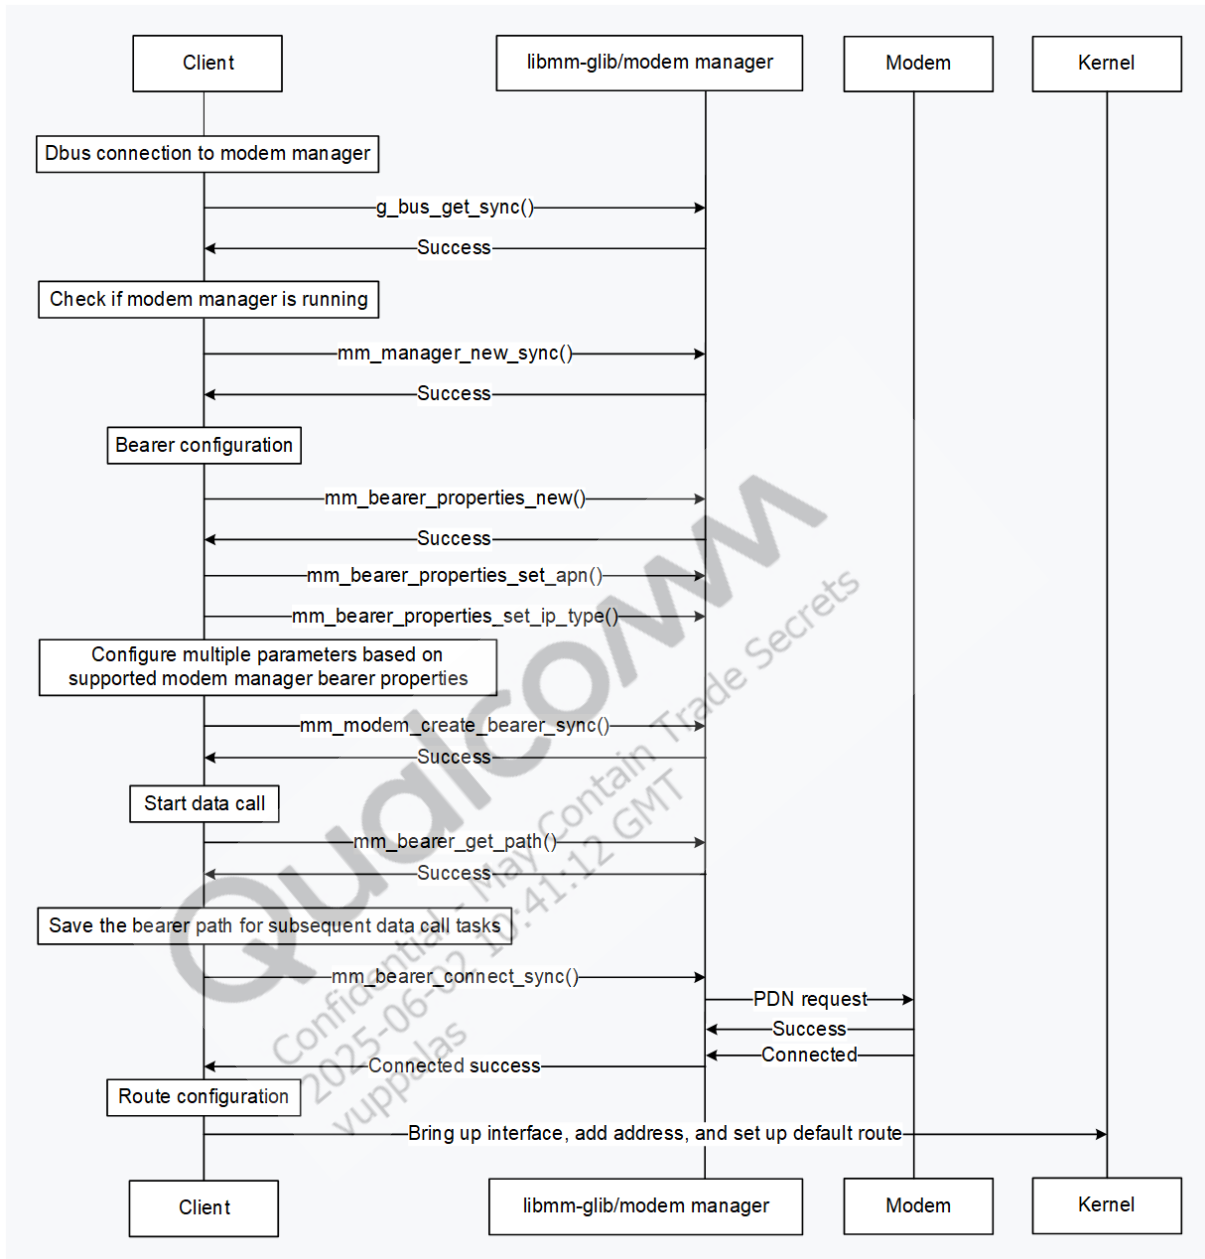 Client
libmm-glib/modem manager
Modem
Kernel
Dbus connection to modem manager
g_bus_get_sync()
Success
Check if modem manager is running
mm_manager_new_sync()
Success
Bearer configuration
mm_bearer_properties_new()
Success
mm_bearer_properties_set_apn()
mm_bearer_properties_set_ip_type()
Configure multiple parameters based on
supported modem manager bearer properties
mm_modem_create_bearer_sync()
Success
Start data call
mm_bearer_get_path()
Success
Save the bearer path for subsequent data call tasks
mm_bearer_connect_sync()
PDN request
Success
Connected
Connected success
Route configuration
Bring up interface, add address, and set up default route
Client
libmm-glib/modem manager
Modem
Kernel
Qualcomm
Confidential - May Contain Trade Secrets
2025-06-02 10:41:12 GMT
vuppalas